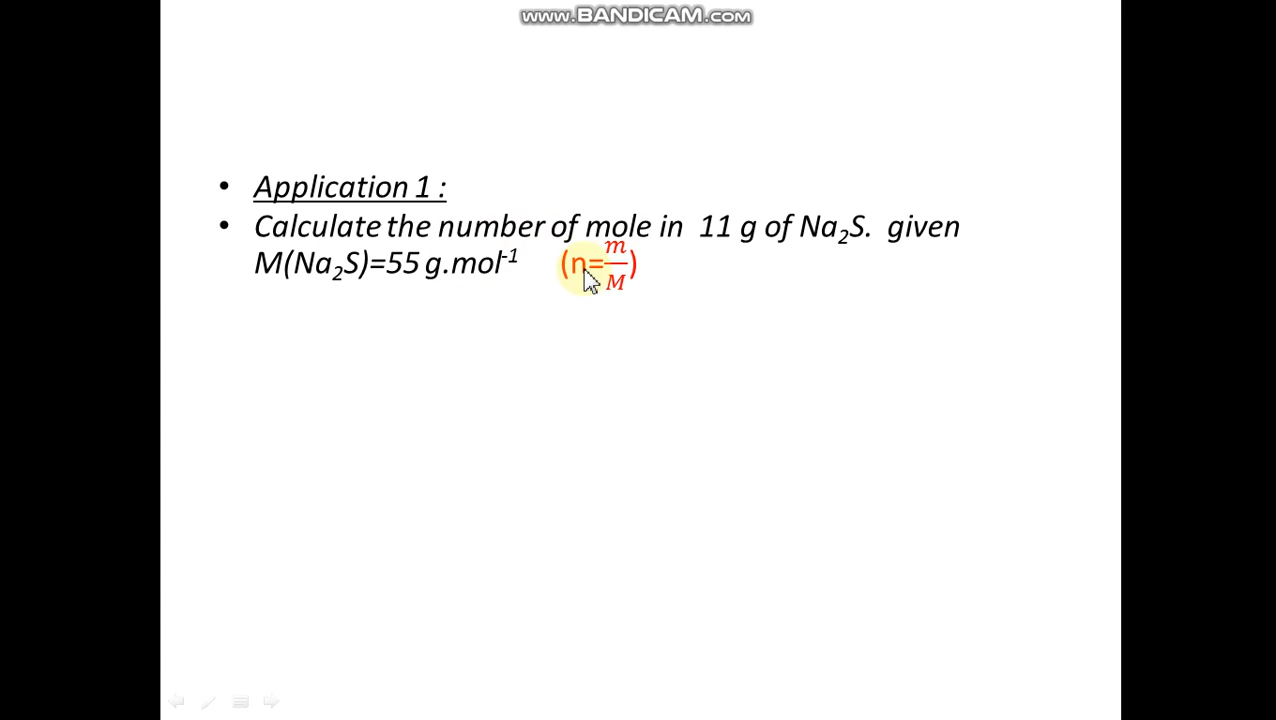 www.BANDICAM.com
• Application 1 :
• Calculate the number of mole in 11 g of Na₂S. given
M(Na₂S)=55 g.mol⁻¹ (n=m/M)